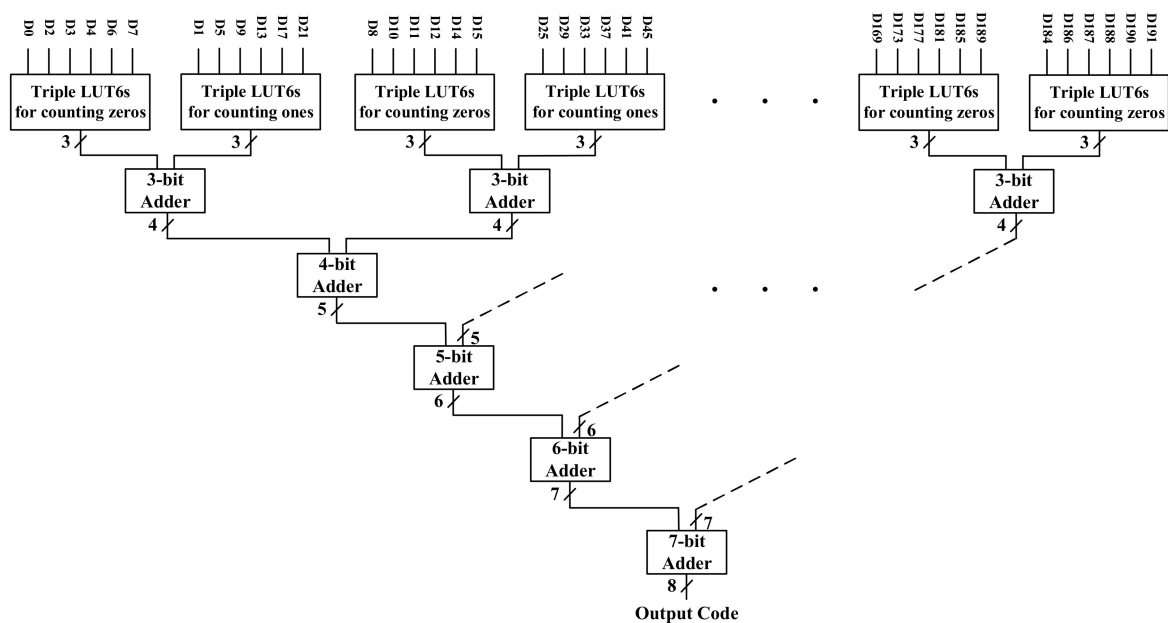 D0 D2 D3 D4 D6 D7 D1 D5 D9 D13 D17 D21 D8 D10 D11 D12 D14 D15 D25 D29 D33 D37 D41 D45 D169 D173 D177 D181 D185 D189 D184 D186 D187 D188 D190 D191
Triple LUT6s
for counting zeros
Triple LUT6s
for counting ones
Triple LUT6s
for counting zeros
Triple LUT6s
for counting ones
Triple LUT6s
for counting zeros
Triple LUT6s
for counting zeros
3 3 3 3 3 3
3-bit
Adder
3-bit
Adder
3-bit
Adder
4 4 4
4-bit
Adder
5 5
5-bit
Adder
6 6
6-bit
Adder
7 7
7-bit
Adder
8
Output Code